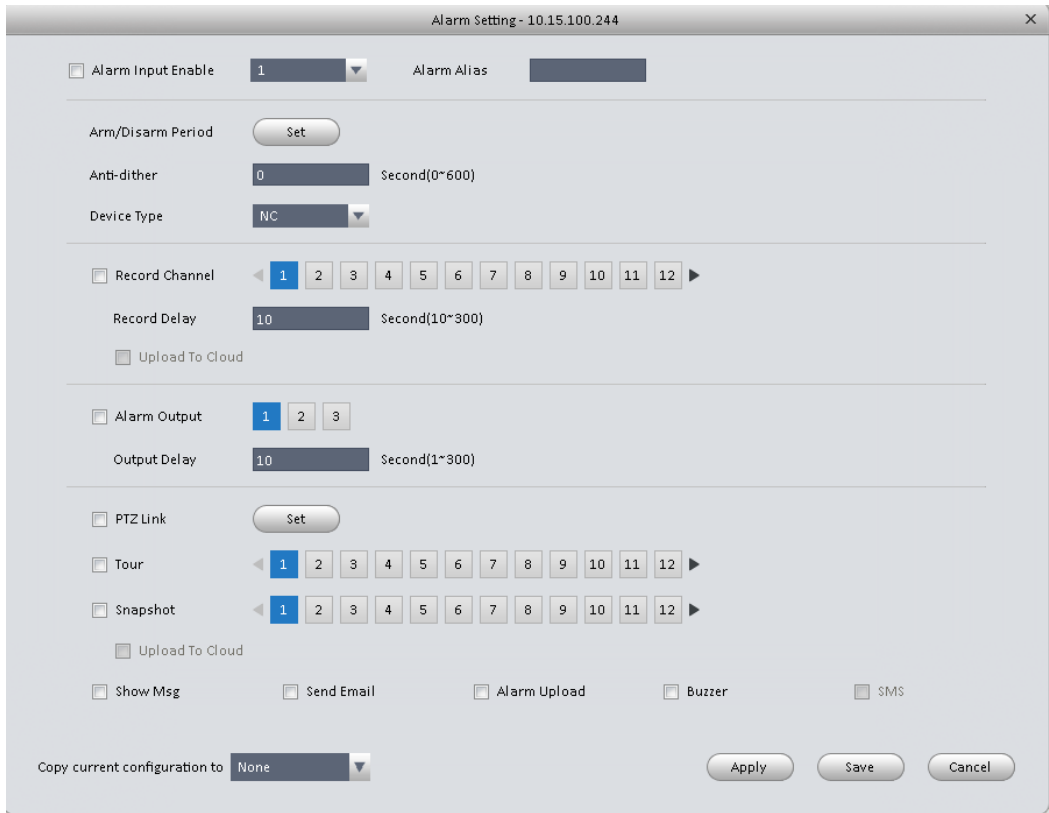 Alarm Setting - 10.15.100.244
Alarm Input Enable 1 Alarm Alias
Arm/Disarm Period Set
Anti-dither 0 Second(0~600)
Device Type NC
Record Channel 1 2 3 4 5 6 7 8 9 10 11 12
Record Delay 10 Second(10~300)
Upload To Cloud
Alarm Output 1 2 3
Output Delay 10 Second(1~300)
PTZ Link Set
Tour 1 2 3 4 5 6 7 8 9 10 11 12
Snapshot 1 2 3 4 5 6 7 8 9 10 11 12
Upload To Cloud
Show Msg Send Email Alarm Upload Buzzer SMS
Copy current configuration to None Apply Save Cancel